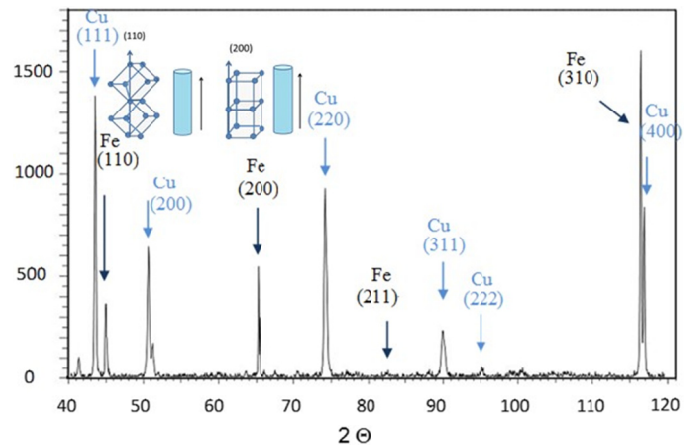 Cu
(111)
(110)
(200)
Fe
(310)
1500
Cu
(220)
Cu
(400)
Fe
(110)
1000
Cu
(200)
Fe
(200)
Cu
(311)
500
Fe
(211)
Cu
(222)
0
40 50 60 70 80 90 100 110 120
2 Θ